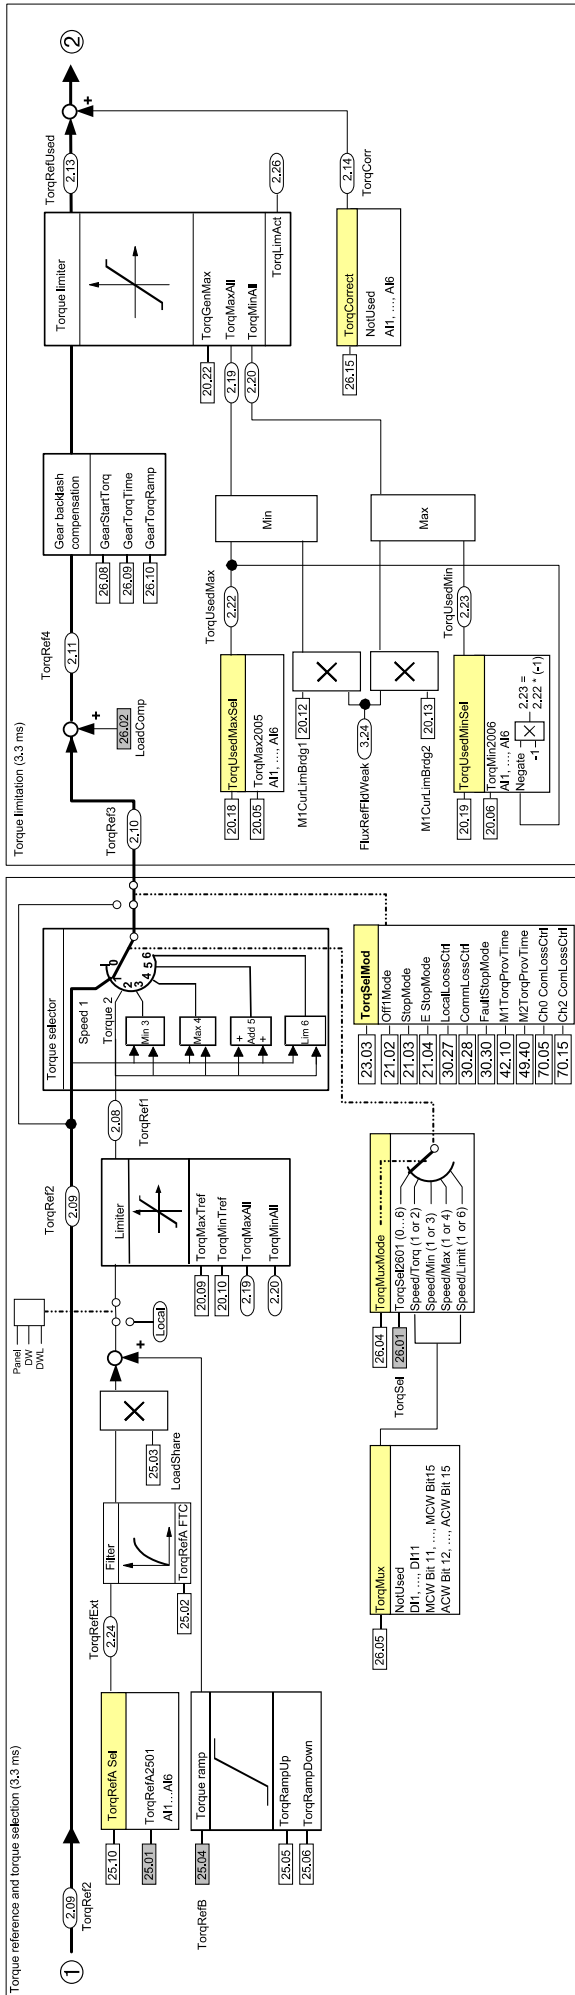 Torque reference and torque selection (3.3 ms)
1
2.09
TorqRef2
25.10
TorqRefA Sel
25.01
TorqRefA2501
AI1...AI6
TorqRefExt
2.24
Filter
25.02
TorqRefA FTC
25.03
LoadShare
25.04
TorqRefB
Torque ramp
25.05
TorqRampUp
25.06
TorqRampDown
Panel
DW
DWL
Local
+
Limiter
20.09
TorqMaxTref
20.10
TorqMinTref
2.19
TorqMaxAll
2.20
TorqMinAll
TorqRef2
2.09
2.08
TorqRef1
Torque selector
Speed 1
Torque 2
0
1
2
3
4
5
6
Min 3
Max 4
Add 5
+
+
Lim 6
26.05
TorqMux
NotUsed
DI1, ..., DI11
MCW Bit 11, ..., MCW Bit15
ACW Bit 12, ..., ACW Bit 15
26.04
TorqMuxMode
26.01
TorqSel
TorqSel2601 (0...6)
Speed/Torq (1 or 2)
Speed/Min (1 or 3)
Speed/Max (1 or 4)
Speed/Limit (1 or 6)
23.03
TorqSelMod
21.02
Off1Mode
21.03
StopMode
21.04
E StopMode
30.27
LocalLoossCtrl
30.28
CommLossCtrl
30.30
FaultStopMode
42.10
M1TorqProvTime
49.40
M2TorqProvTime
70.05
Ch0 ComLossCtrl
70.15
Ch2 ComLossCtrl
Torque limitation (3.3 ms)
TorqRef3
2.10
26.02
LoadComp
+
TorqRef4
2.11
Gear backlash
compensation
26.08
GearStartTorq
26.09
GearTorqTime
26.10
GearTorqRamp
Torque limiter
20.22
TorqGenMax
2.19
TorqMaxAll
2.20
TorqMinAll
TorqLimAct
2.26
TorqRefUsed
2.13
+
2
20.18
TorqUsedMaxSel
20.05
TorqMax2005
AI1, ..., AI6
TorqUsedMax
2.22
M1CurLimBrdg1
20.12
FluxRefFldWeak
3.24
M1CurLimBrdg2
20.13
Min
Max
20.19
TorqUsedMinSel
20.06
TorqMin2006
AI1, ..., AI6
Negate
-1
2.23 =
2.22 * (-1)
TorqUsedMin
2.23
26.15
TorqCorrect
NotUsed
AI1, ..., AI6
2.14
TorqCorr